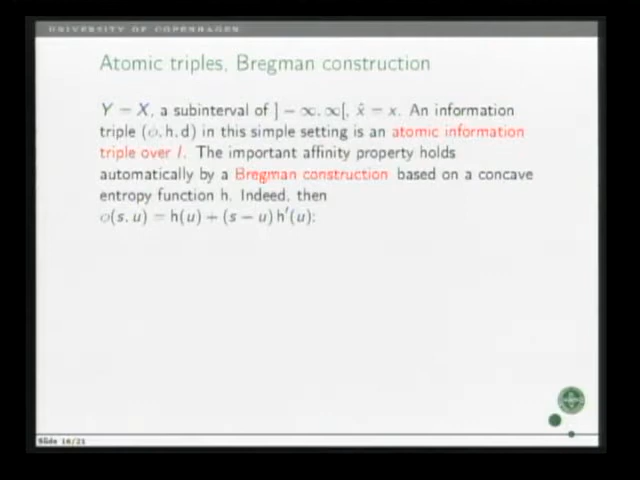 UNIVERSITY OF COPENHAGEN
Atomic triples, Bregman construction
Y = X, a subinterval of ] − ∞, ∞[, x̂ = x. An information
triple (ϕ, h, d) in this simple setting is an atomic information
triple over I. The important affinity property holds
automatically by a Bregman construction based on a concave
entropy function h. Indeed, then
ϕ(s, u) = h(u) + (s − u) h′(u):
Slide 16/21